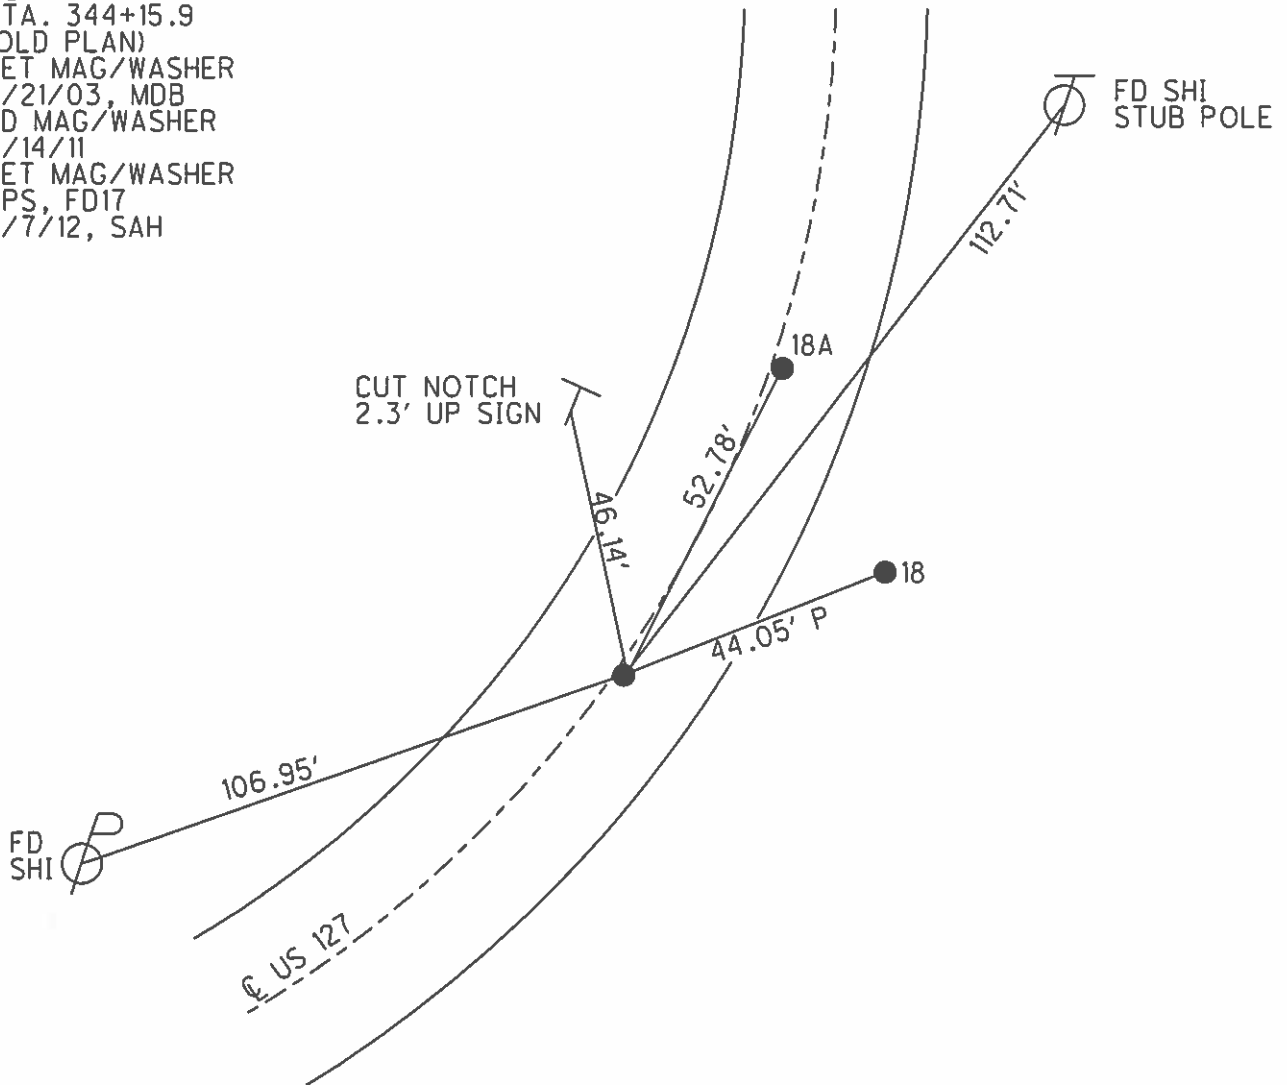 TA. 344+15.9
OLD PLAN)
ET MAG/WASHER
/21/03, MDB
D MAG/WASHER
/14/11
ET MAG/WASHER
PS, FD17
/7/12, SAH
FD SHI
STUB POLE
112.71'
18A
CUT NOTCH
2.3' UP SIGN
52.78'
46.14'
18
44.05' P
106.95'
FD
SHI
℄ US 127